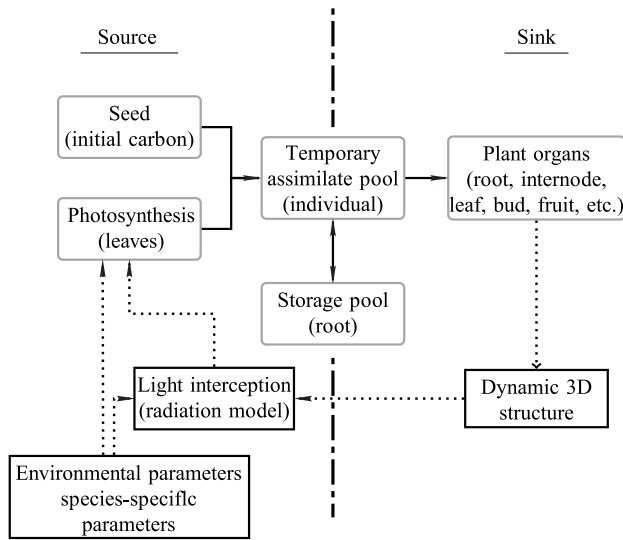 Source
Sink
Seed
(initial carbon)
Temporary
assimilate pool
(individual)
Plant organs
(root, internode,
leaf, bud, fruit, etc.)
Photosynthesis
(leaves)
Storage pool
(root)
Light interception
(radiation model)
Dynamic 3D
structure
Environmental parameters
species-specific
parameters